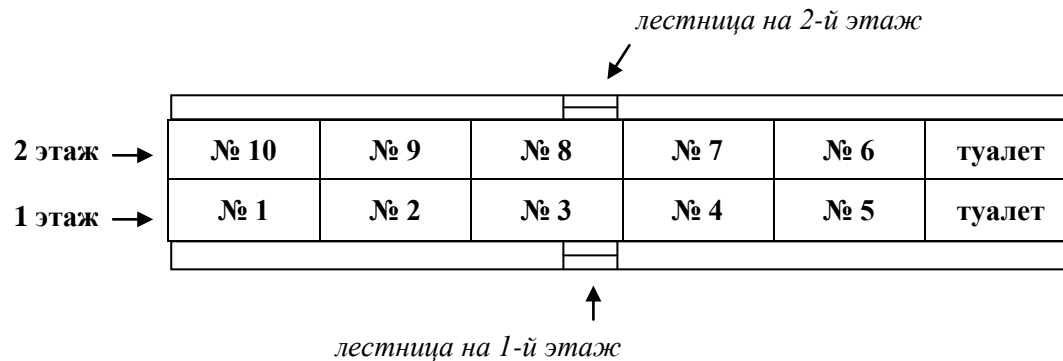 лестница на 2-й этаж
2 этаж № 10 № 9 № 8 № 7 № 6 туалет
1 этаж № 1 № 2 № 3 № 4 № 5 туалет
лестница на 1-й этаж